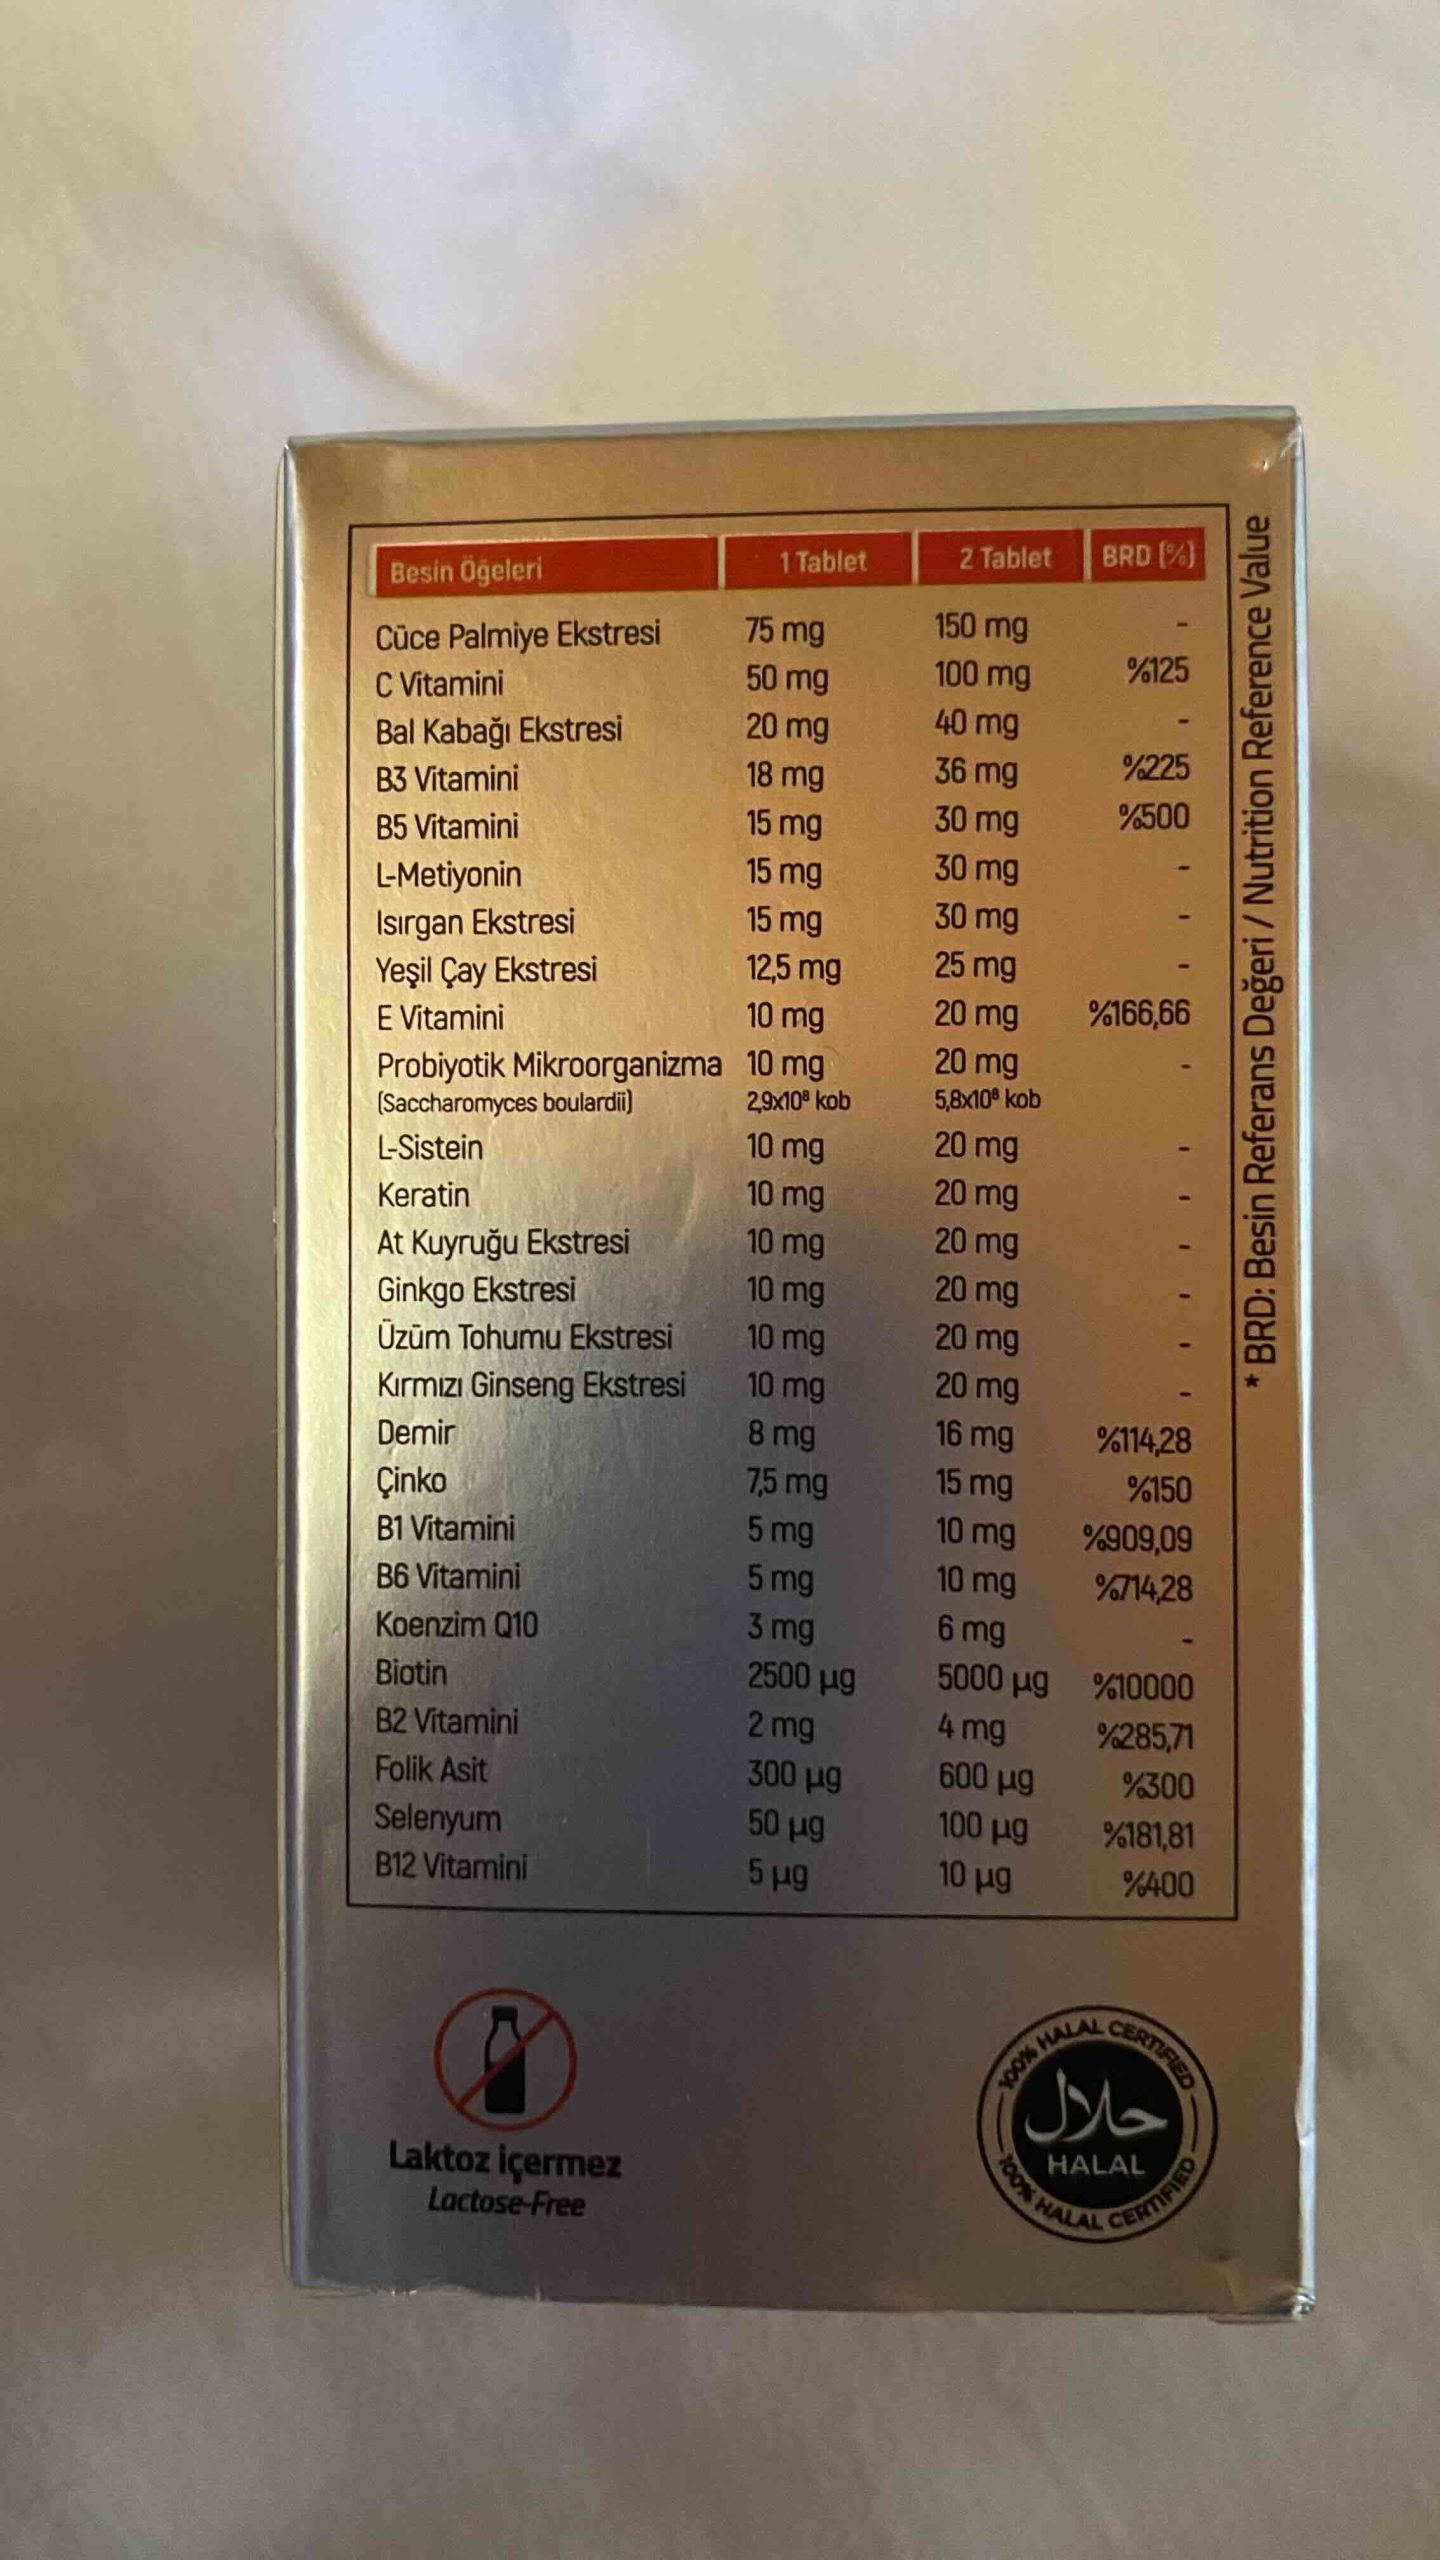 Besin Öğeleri 1 Tablet 2 Tablet BRD (%)
Cüce Palmiye Ekstresi 75 mg 150 mg -
C Vitamini 50 mg 100 mg %125
Bal Kabağı Ekstresi 20 mg 40 mg -
B3 Vitamini 18 mg 36 mg %225
B5 Vitamini 15 mg 30 mg %500
L-Metiyonin 15 mg 30 mg -
Isırgan Ekstresi 15 mg 30 mg -
Yeşil Çay Ekstresi 12,5 mg 25 mg -
E Vitamini 10 mg 20 mg %166,66
Probiyotik Mikroorganizma 10 mg 20 mg -
(Saccharomyces boulardii) 2,9x10⁸ kob 5,8x10⁸ kob
L-Sistein 10 mg 20 mg -
Keratin 10 mg 20 mg -
At Kuyruğu Ekstresi 10 mg 20 mg -
Ginkgo Ekstresi 10 mg 20 mg -
Üzüm Tohumu Ekstresi 10 mg 20 mg -
Kırmızı Ginseng Ekstresi 10 mg 20 mg -
Demir 8 mg 16 mg %114,28
Çinko 7,5 mg 15 mg %150
B1 Vitamini 5 mg 10 mg %909,09
B6 Vitamini 5 mg 10 mg %714,28
Koenzim Q10 3 mg 6 mg -
Biotin 2500 µg 5000 µg %10000
B2 Vitamini 2 mg 4 mg %285,71
Folik Asit 300 µg 600 µg %300
Selenyum 50 µg 100 µg %181,81
B12 Vitamini 5 µg 10 µg %400
* BRD: Besin Referans Değeri / Nutrition Reference Value
Laktoz içermez
Lactose-Free
100% HALAL CERTIFIED
حلال
HALAL
100% HALAL CERTIFIED